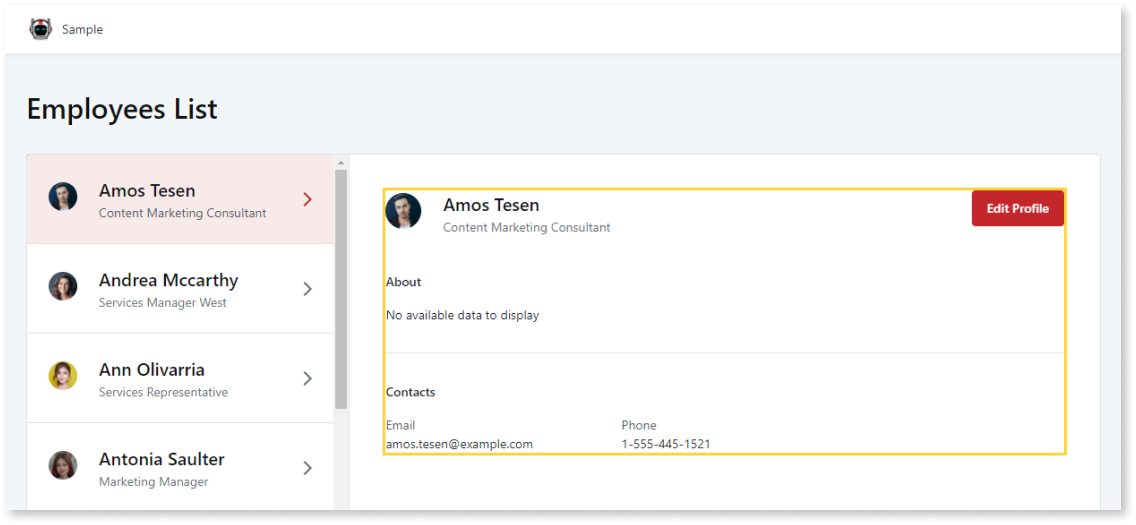 Sample
Employees List
Amos Tesen
Content Marketing Consultant
Andrea Mccarthy
Services Manager West
Ann Olivarria
Services Representative
Antonia Saulter
Marketing Manager
Amos Tesen
Content Marketing Consultant
Edit Profile
About
No available data to display
Contacts
Email Phone
amos.tesen@example.com 1-555-445-1521